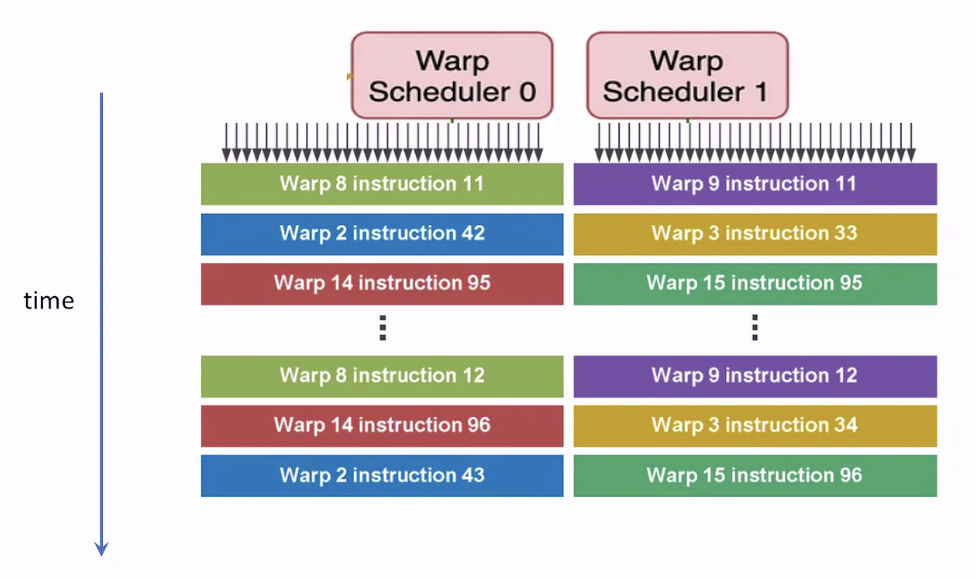 Warp
Scheduler 0
Warp
Scheduler 1
Warp 8 instruction 11
Warp 9 instruction 11
Warp 2 instruction 42
Warp 3 instruction 33
Warp 14 instruction 95
Warp 15 instruction 95
time
Warp 8 instruction 12
Warp 9 instruction 12
Warp 14 instruction 96
Warp 3 instruction 34
Warp 2 instruction 43
Warp 15 instruction 96